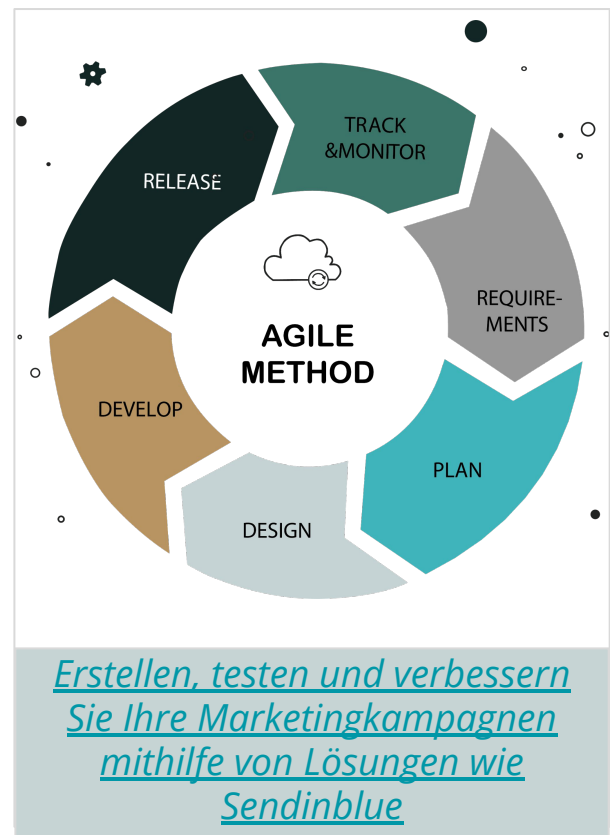 TRACK
&MONITOR
RELEASE
REQUIRE-
MENTS
AGILE
METHOD
DEVELOP
PLAN
DESIGN
Erstellen, testen und verbessern
Sie Ihre Marketingkampagnen
mithilfe von Lösungen wie
Sendinblue